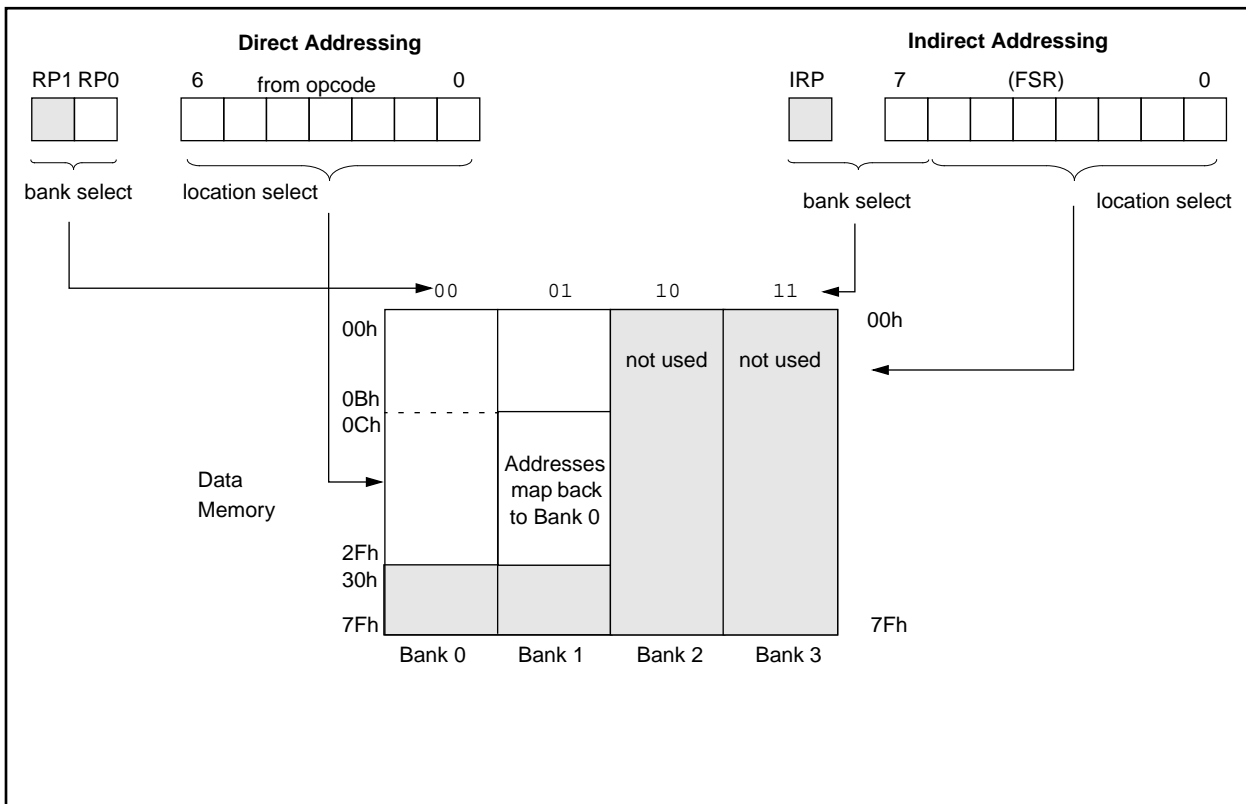 Direct Addressing
RP1 RP0
6 from opcode 0
bank select
location select
Indirect Addressing
IRP
7 (FSR) 0
bank select
location select
00 01 10 11
00h
0Bh
0Ch
2Fh
30h
7Fh
Data
Memory
Addresses
map back
to Bank 0
not used
not used
00h
7Fh
Bank 0 Bank 1 Bank 2 Bank 3